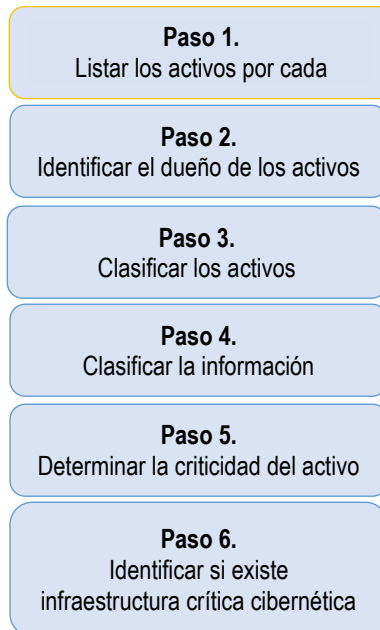 Paso 1.
Listar los activos por cada
Paso 2.
Identificar el dueño de los activos
Paso 3.
Clasificar los activos
Paso 4.
Clasificar la información
Paso 5.
Determinar la criticidad del activo
Paso 6.
Identificar si existe
infraestructura crítica cibernética